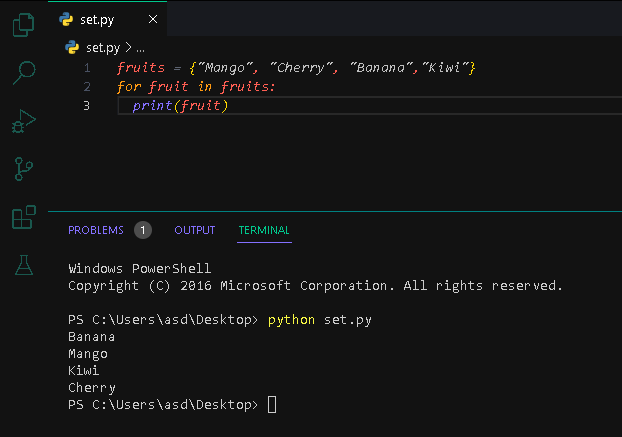 set.py ×
set.py > ...
1 fruits = {"Mango", "Cherry", "Banana","Kiwi"}
2 for fruit in fruits:
3 print(fruit)
PROBLEMS 1 OUTPUT TERMINAL
Windows PowerShell
Copyright (C) 2016 Microsoft Corporation. All rights reserved.
PS C:\Users\asd\Desktop> python set.py
Banana
Mango
Kiwi
Cherry
PS C:\Users\asd\Desktop>